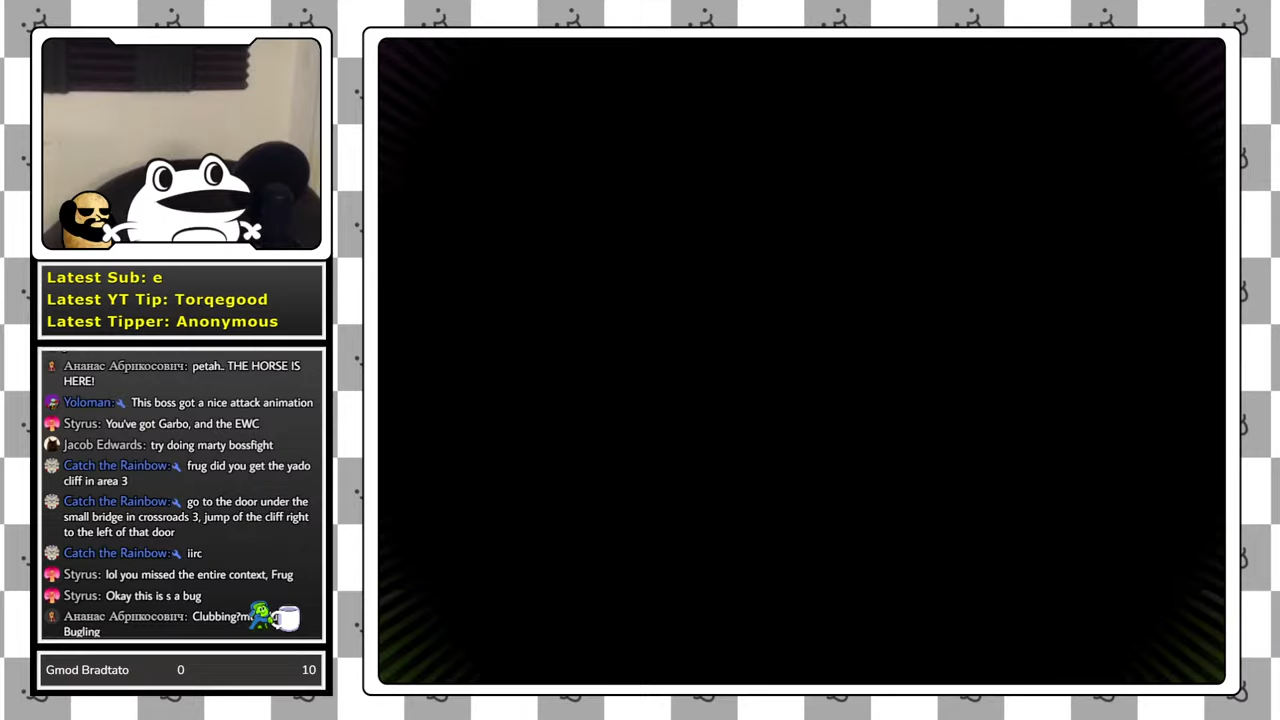 Latest Sub: e
Latest YT Tip: Torqegood
Latest Tipper: Anonymous
Ананас Абрикосович: petah.. THE HORSE IS
HERE!
Yoloman: This boss got a nice attack animation
Styrus: You've got Garbo, and the EWC
Jacob Edwards: try doing marty bossfight
Catch the Rainbow: frug did you get the yado
cliff in area 3
Catch the Rainbow: go to the door under the
small bridge in crossroads 3, jump of the cliff right
to the left of that door
Catch the Rainbow: iirc
Styrus: lol you missed the entire context, Frug
Styrus: Okay this is s a bug
Ананас Абрикосович:
Bugling
Gmod Bradtato 0 10